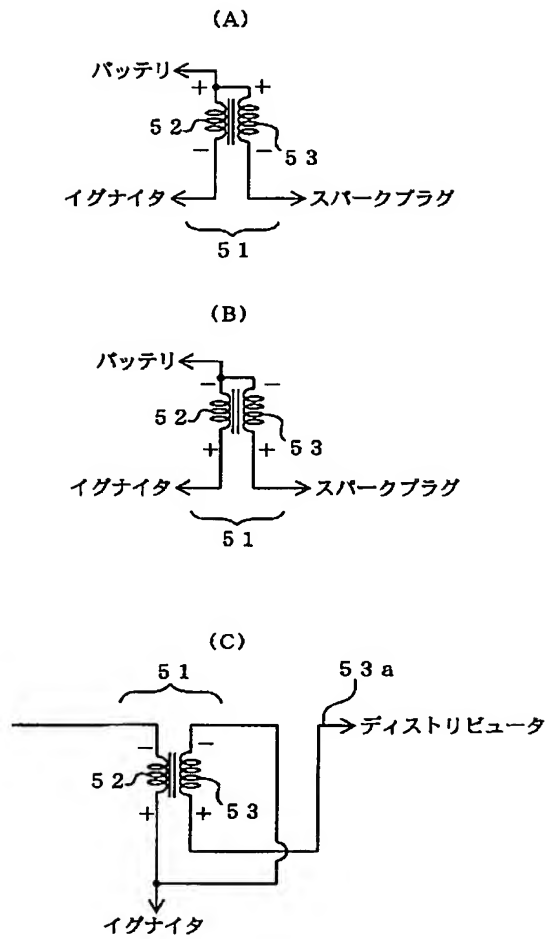 (A)
バッテリ
+ +
52 53
− −
イグナイタ スパークプラグ
51
(B)
バッテリ
− −
52 53
+ +
イグナイタ スパークプラグ
51
(C)
51 53a
ディストリビュータ
− −
52 53
+ +
イグナイタ